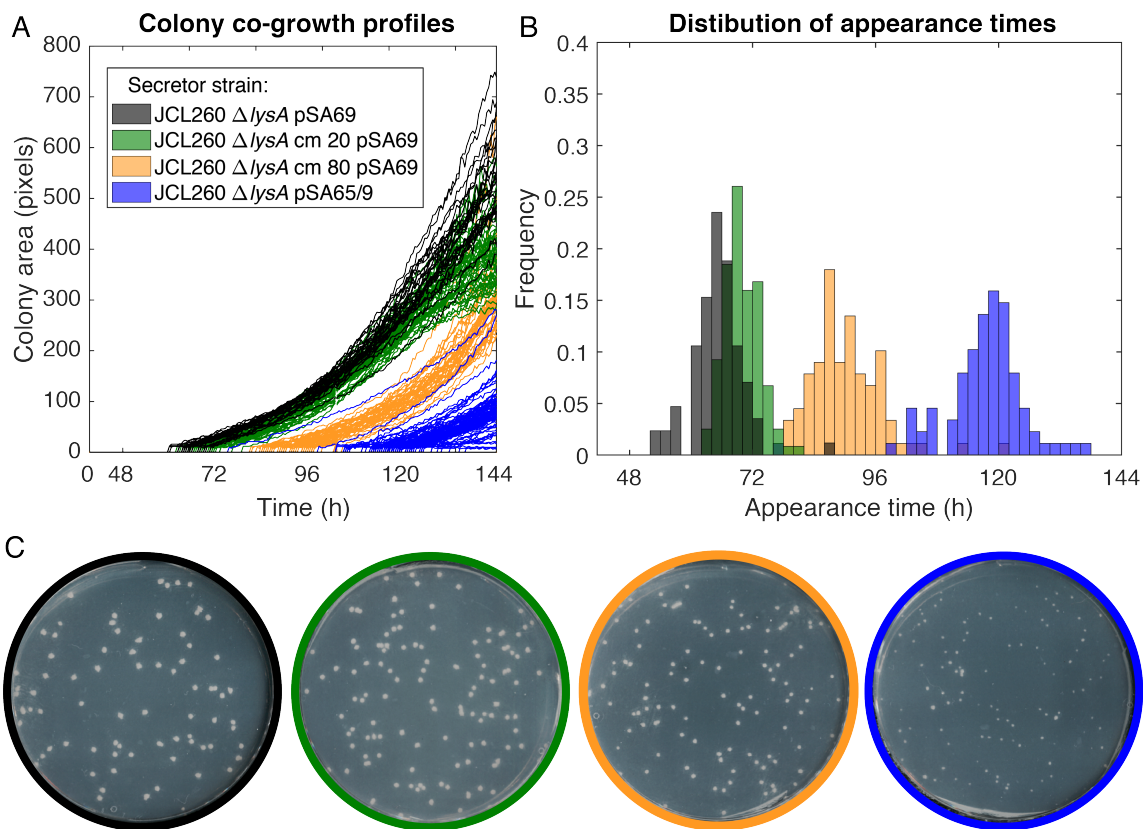 A
Colony co-growth profiles
800
700
600
500
400
300
200
100
0
Colony area (pixels)
Secretor strain:
JCL260 ΔlysA pSA69
JCL260 ΔlysA cm 20 pSA69
JCL260 ΔlysA cm 80 pSA69
JCL260 ΔlysA pSA65/9
0 48 72 96 120 144
Time (h)
B
Distibution of appearance times
0.4
0.35
0.3
0.25
0.2
0.15
0.1
0.05
0
Frequency
48 72 96 120 144
Appearance time (h)
C